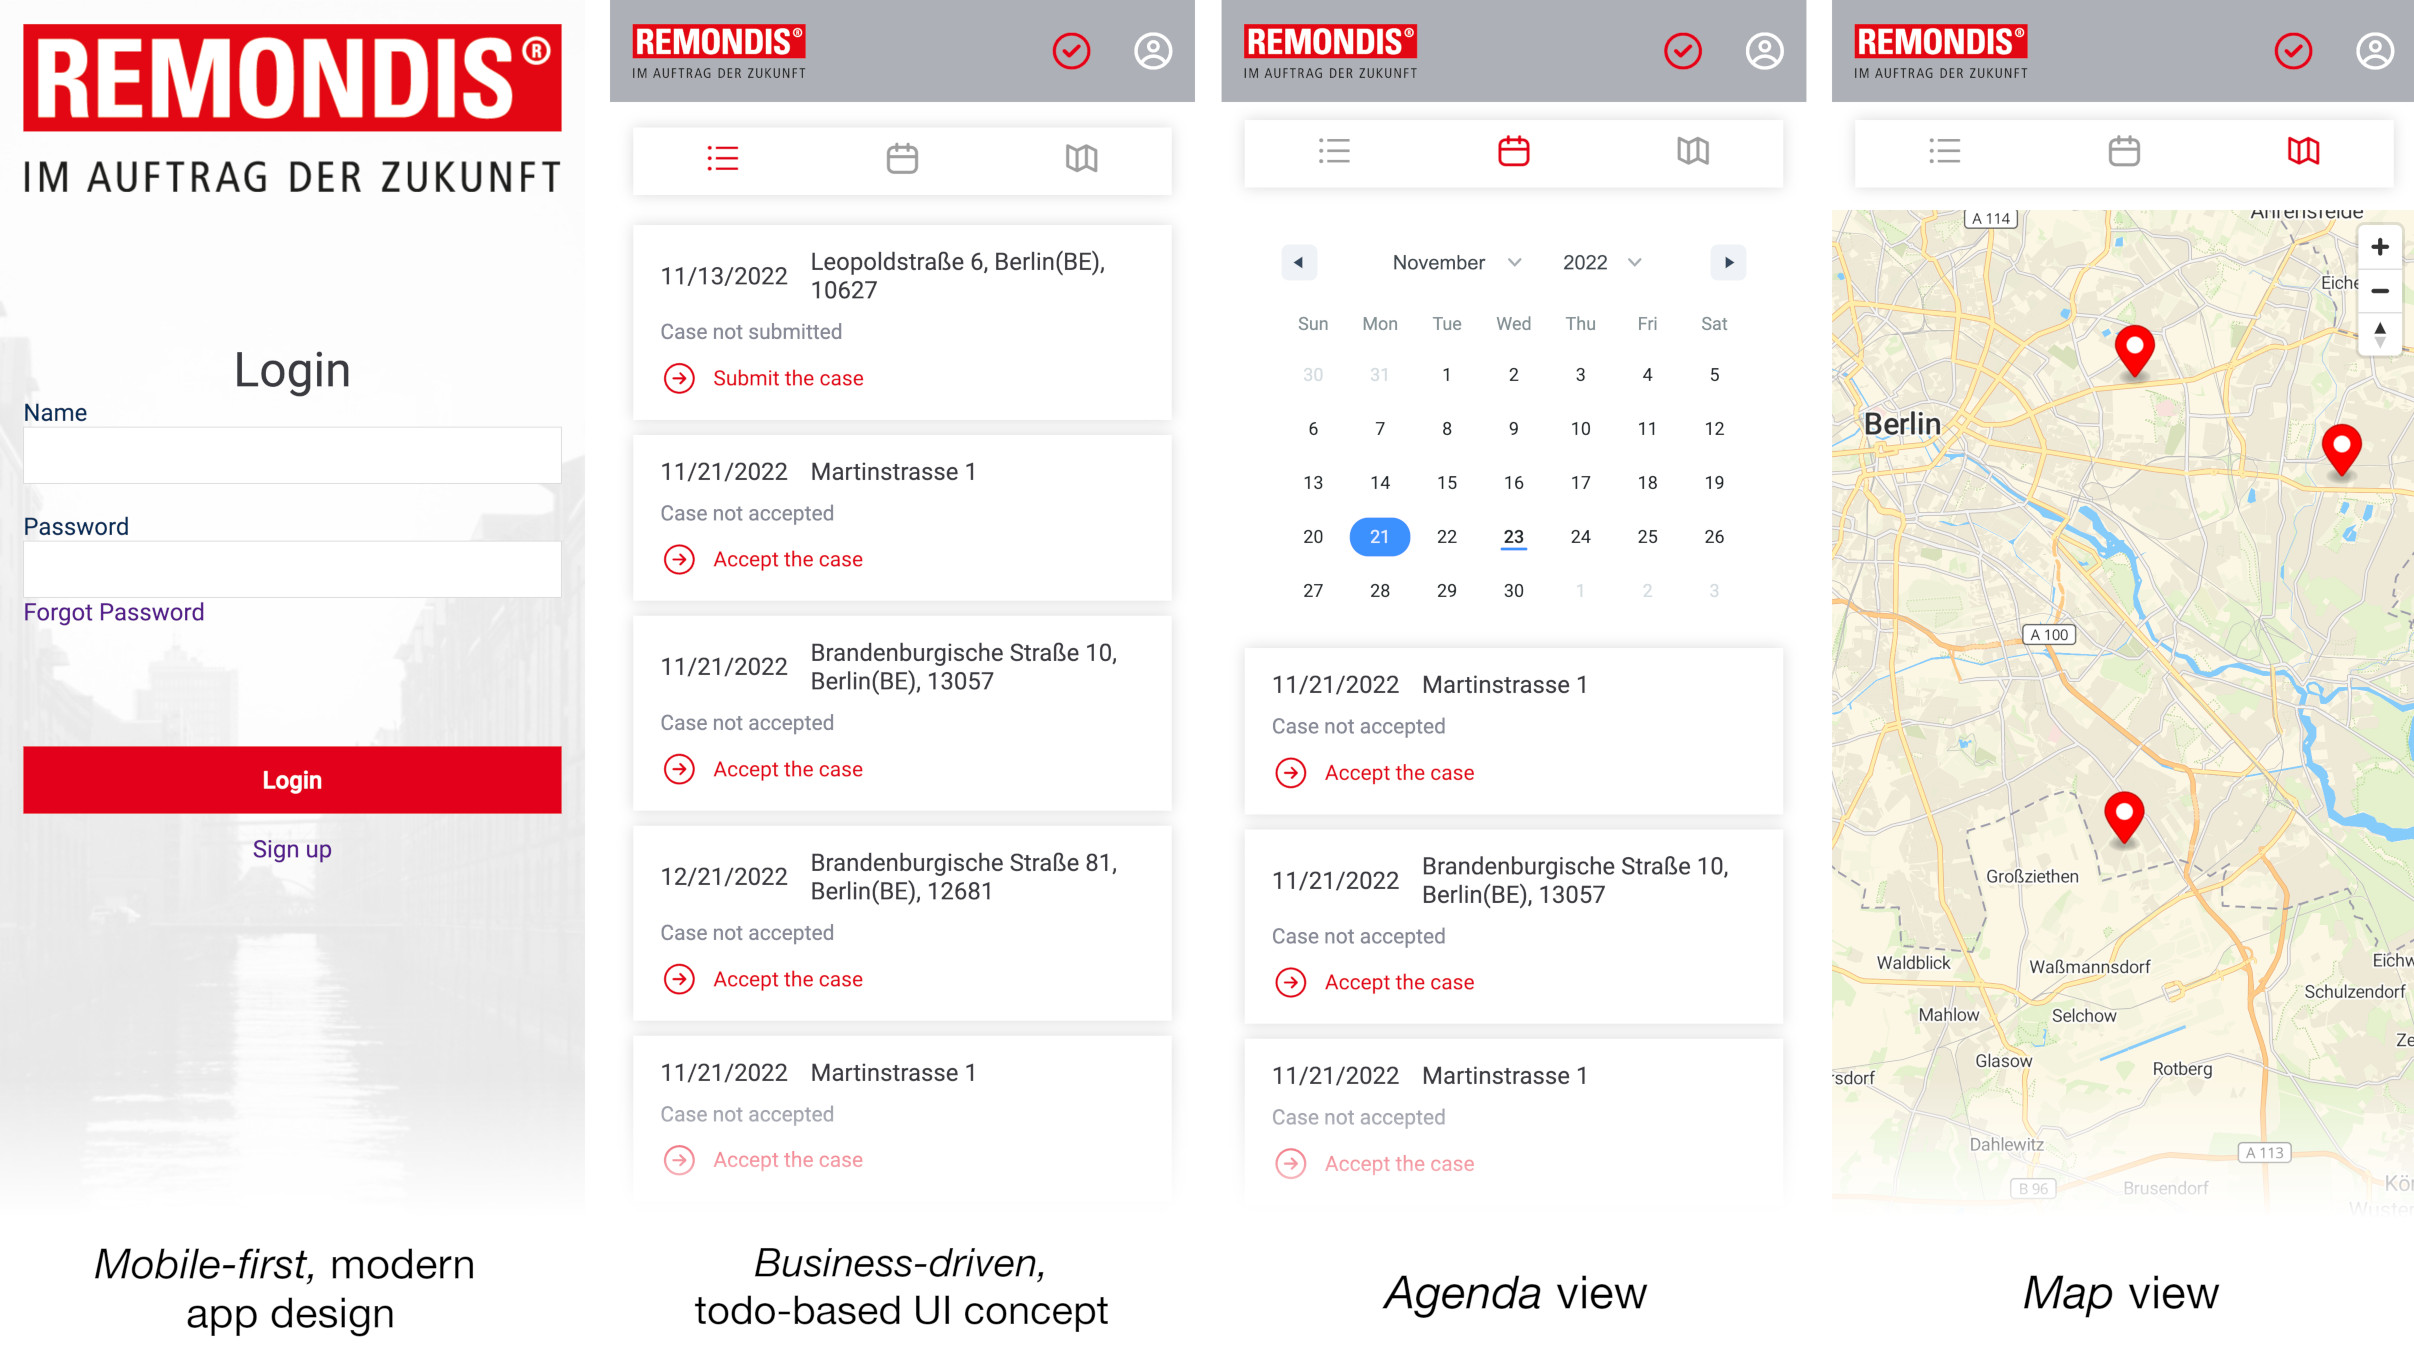 REMONDIS®
IM AUFTRAG DER ZUKUNFT
Login
Name
Password
Forgot Password
Login
Sign up
Mobile-first, modern
app design
REMONDIS®
IM AUFTRAG DER ZUKUNFT
11/13/2022 Leopoldstraße 6, Berlin(BE),
10627
Case not submitted
Submit the case
11/21/2022 Martinstrasse 1
Case not accepted
Accept the case
11/21/2022 Brandenburgische Straße 10,
Berlin(BE), 13057
Case not accepted
Accept the case
12/21/2022 Brandenburgische Straße 81,
Berlin(BE), 12681
Case not accepted
Accept the case
11/21/2022 Martinstrasse 1
Case not accepted
Accept the case
Business-driven,
todo-based UI concept
REMONDIS®
IM AUFTRAG DER ZUKUNFT
November 2022
Sun Mon Tue Wed Thu Fri Sat
30 31 1 2 3 4 5
6 7 8 9 10 11 12
13 14 15 16 17 18 19
20 21 22 23 24 25 26
27 28 29 30 1 2 3
11/21/2022 Martinstrasse 1
Case not accepted
Accept the case
11/21/2022 Brandenburgische Straße 10,
Berlin(BE), 13057
Case not accepted
Accept the case
11/21/2022 Martinstrasse 1
Case not accepted
Accept the case
Agenda view
REMONDIS®
IM AUFTRAG DER ZUKUNFT
A 114
Ahrensfelde
Eiche
Berlin
A 100
Großziethen
Waldblick
Waßmannsdorf
Eichw
Schulzendorf
Mahlow
Selchow
Ze
Glasow
Rotberg
rsdorf
Dahlewitz
A 113
B 96
Brusendorf
Kör
Wuster
Map view